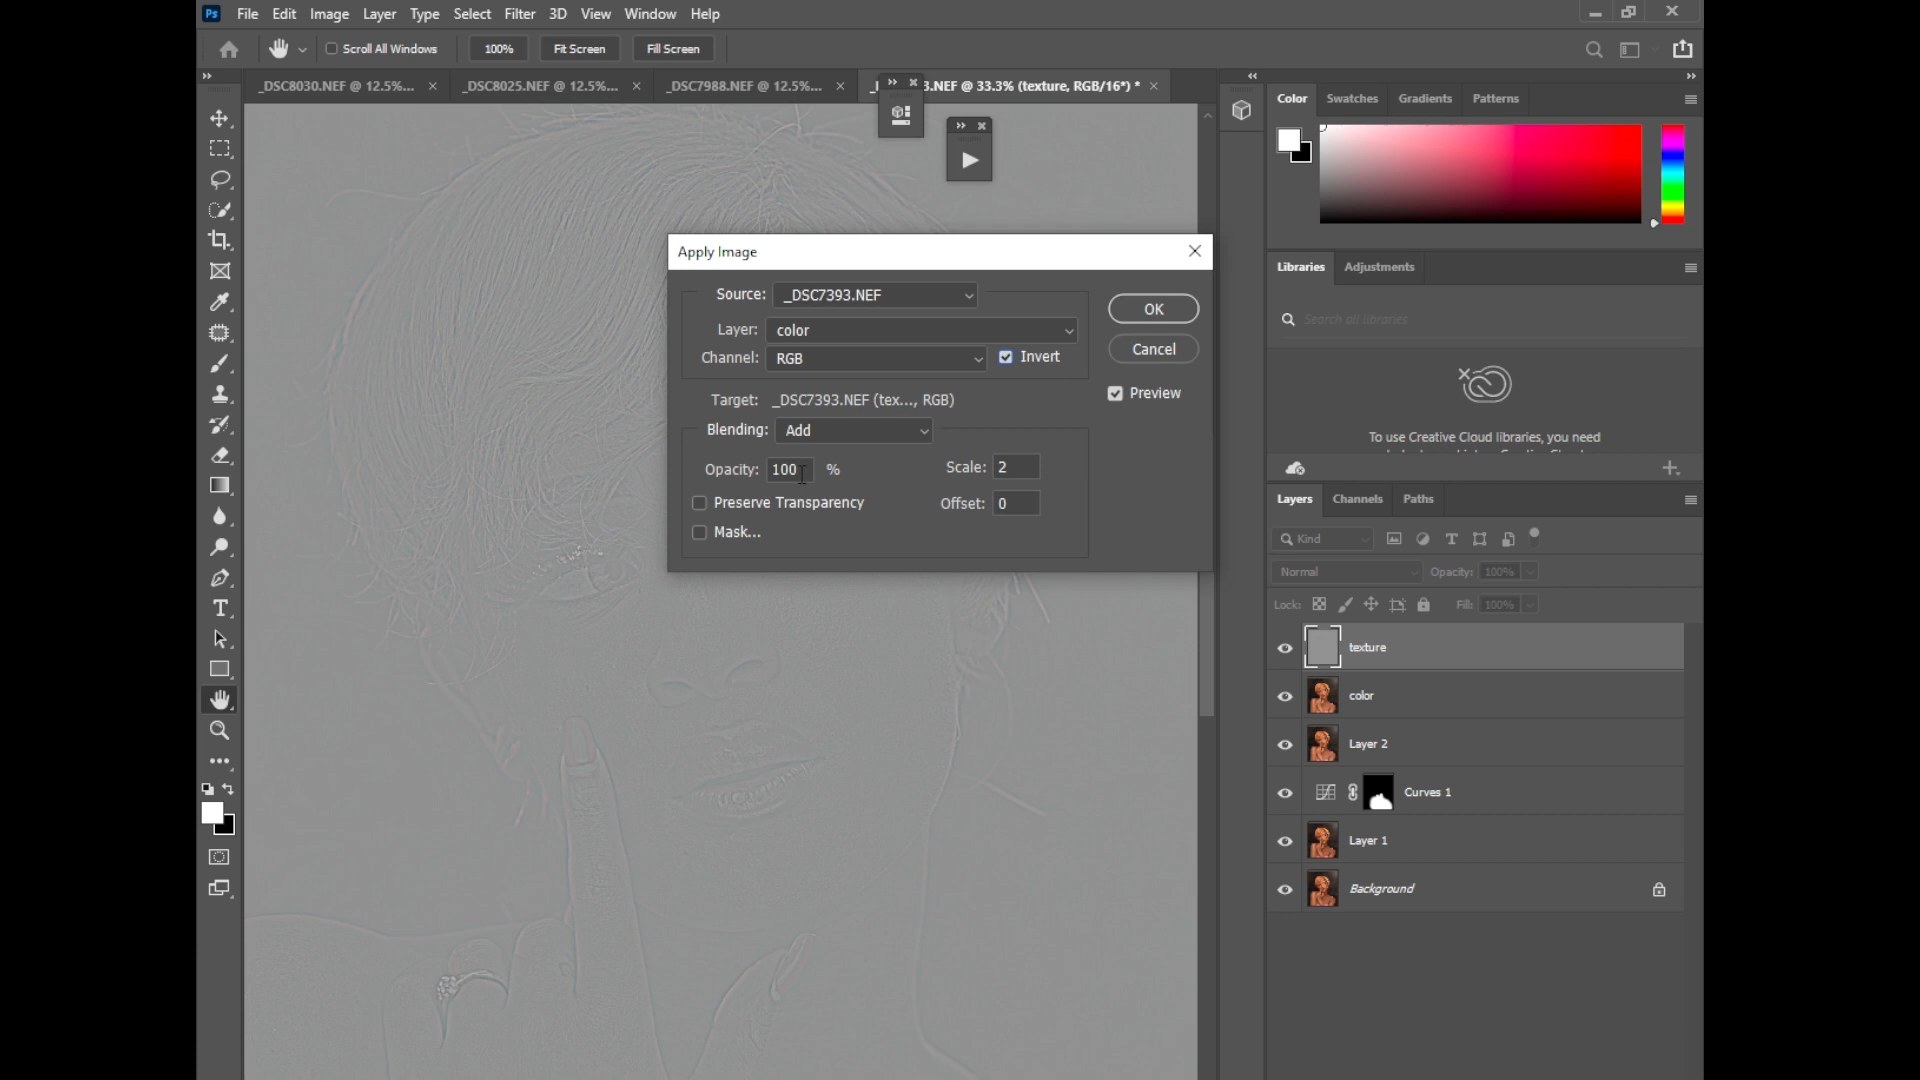 Ps File Edit Image Layer Type Select Filter 3D View Window Help
Scroll All Windows 100% Fit Screen Fill Screen
_DSC8030.NEF @ 12.5%... _DSC8025.NEF @ 12.5%... _DSC7988.NEF @ 12.5%... 3.NEF @ 33.3% (texture, RGB/16*) *
Color Swatches Gradients Patterns
Apply Image
Source: _DSC7393.NEF
Layer: color
Channel: RGB Invert
Target: _DSC7393.NEF (tex..., RGB)
Blending: Add
Opacity: 100 % Scale: 2
Preserve Transparency Offset: 0
Mask...
OK
Cancel
Preview
Libraries Adjustments
Search all libraries
To use Creative Cloud libraries, you need
Layers Channels Paths
Kind T
Normal Opacity: 100%
Lock: Fill: 100%
texture
color
Layer 2
Curves 1
Layer 1
Background